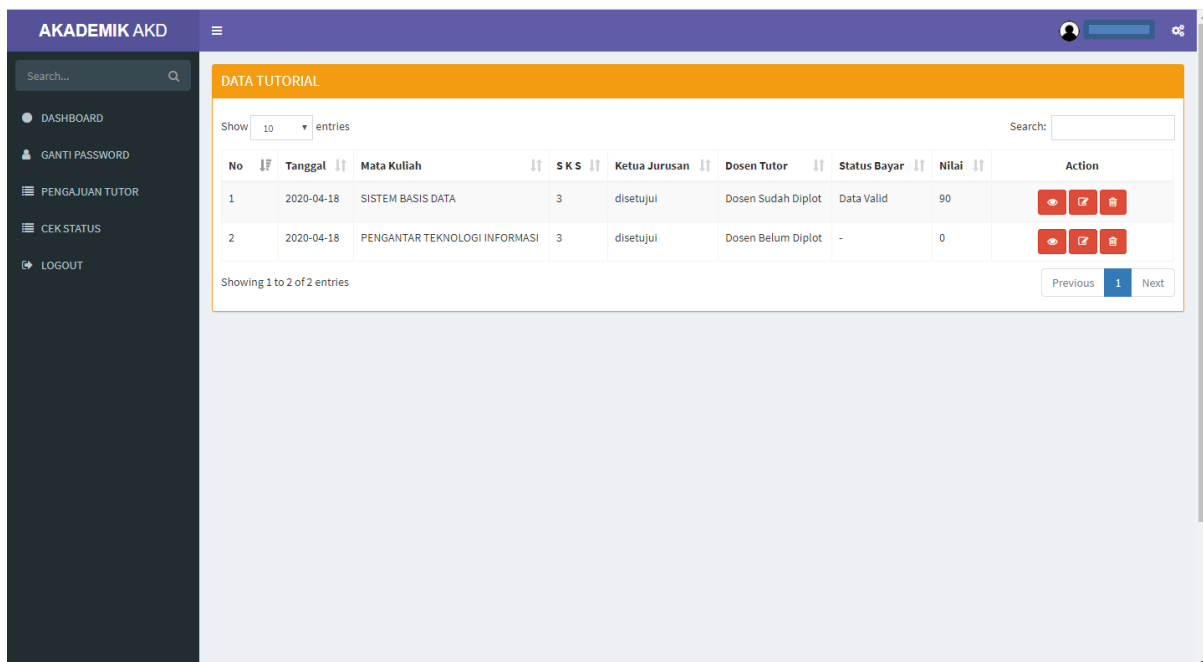 AKADEMIK AKD
Search...
DASHBOARD
GANTI PASSWORD
PENGAJUAN TUTOR
CEK STATUS
LOGOUT
DATA TUTORIAL
Show 10 entries Search:
No Tanggal Mata Kuliah S K S Ketua Jurusan Dosen Tutor Status Bayar Nilai Action
1 2020-04-18 SISTEM BASIS DATA 3 disetujui Dosen Sudah Diplot Data Valid 90
2 2020-04-18 PENGANTAR TEKNOLOGI INFORMASI 3 disetujui Dosen Belum Diplot - 0
Showing 1 to 2 of 2 entries Previous 1 Next